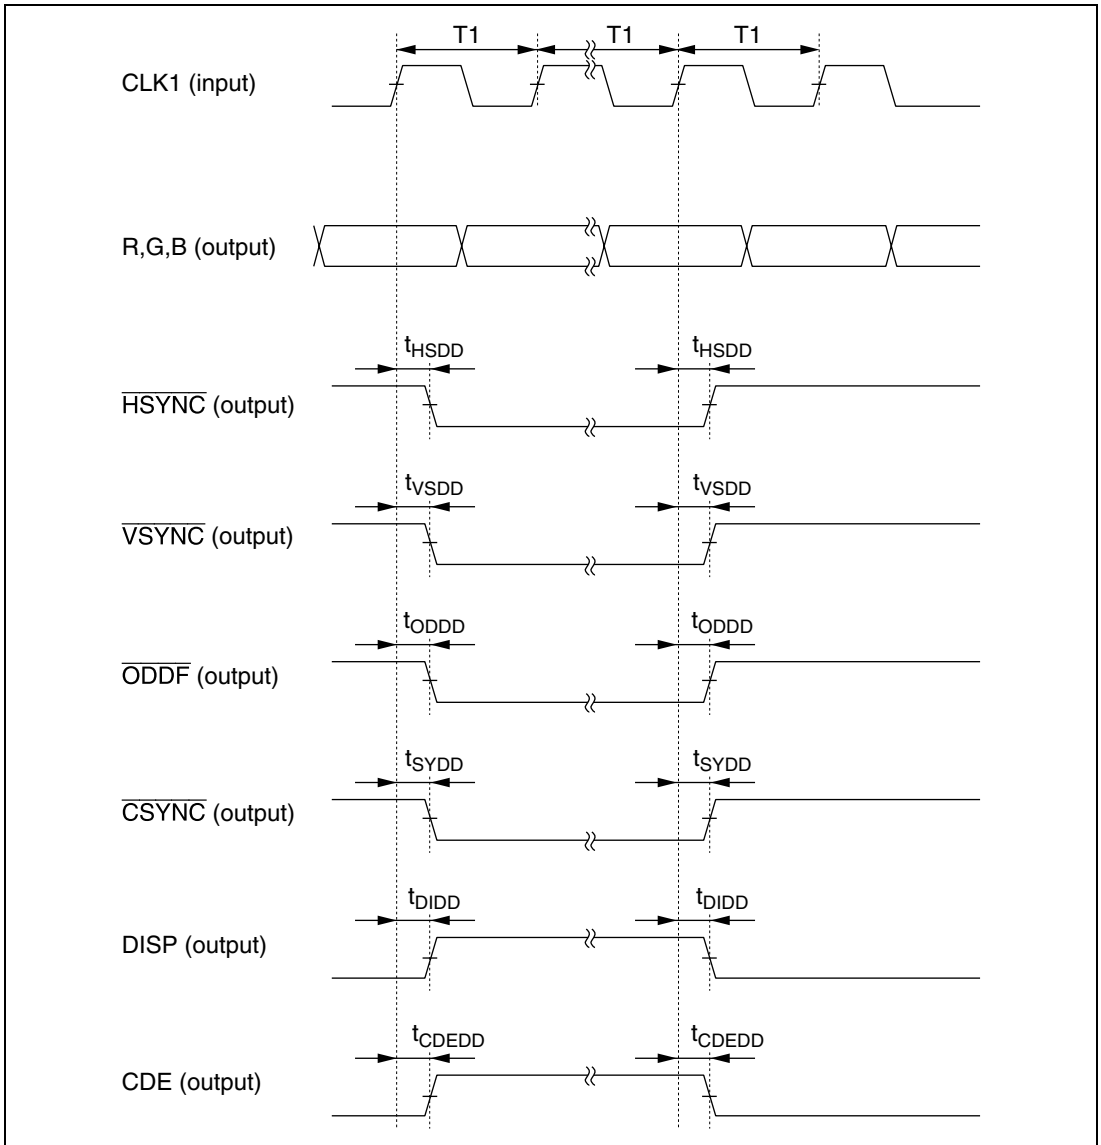 T1 T1 T1
CLK1 (input)
R,G,B (output)
tHSDD tHSDD
HSYNC (output)
tVSDD tVSDD
VSYNC (output)
tODDD tODDD
ODDF (output)
tSYDD tSYDD
CSYNC (output)
tDIDD tDIDD
DISP (output)
tCDEDD tCDEDD
CDE (output)